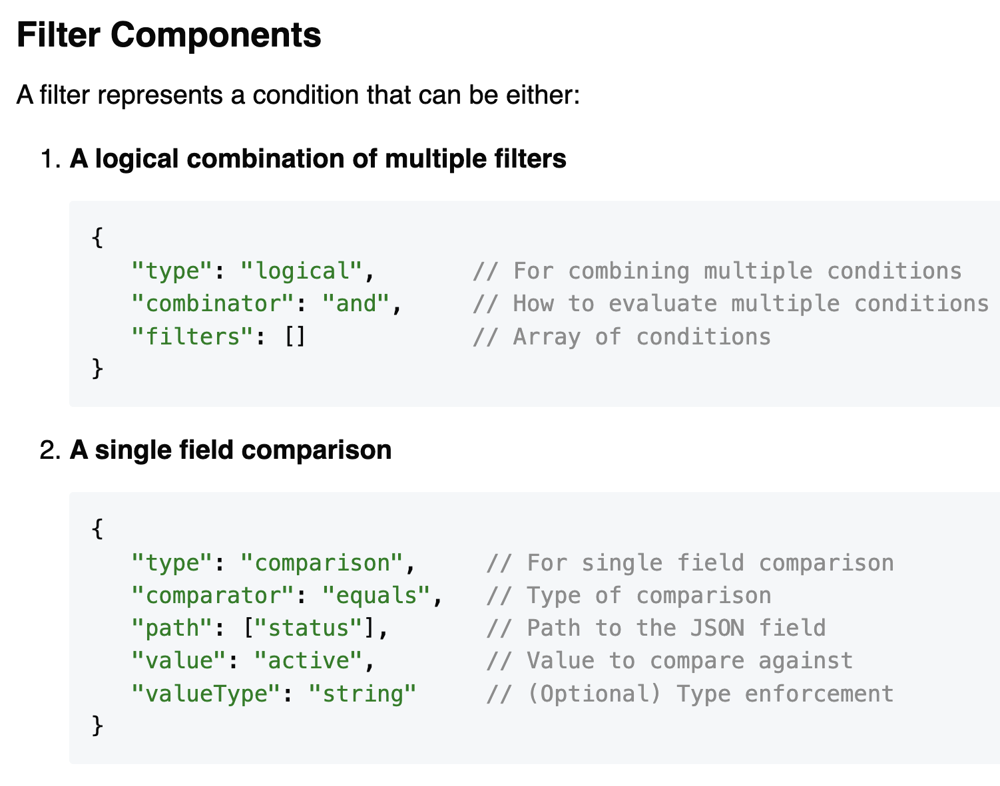 Filter Components
A filter represents a condition that can be either:
1. A logical combination of multiple filters
{
   "type": "logical",       // For combining multiple conditions
   "combinator": "and",     // How to evaluate multiple conditions
   "filters": []            // Array of conditions
}
2. A single field comparison
{
   "type": "comparison",     // For single field comparison
   "comparator": "equals",   // Type of comparison
   "path": ["status"],       // Path to the JSON field
   "value": "active",        // Value to compare against
   "valueType": "string"     // (Optional) Type enforcement
}